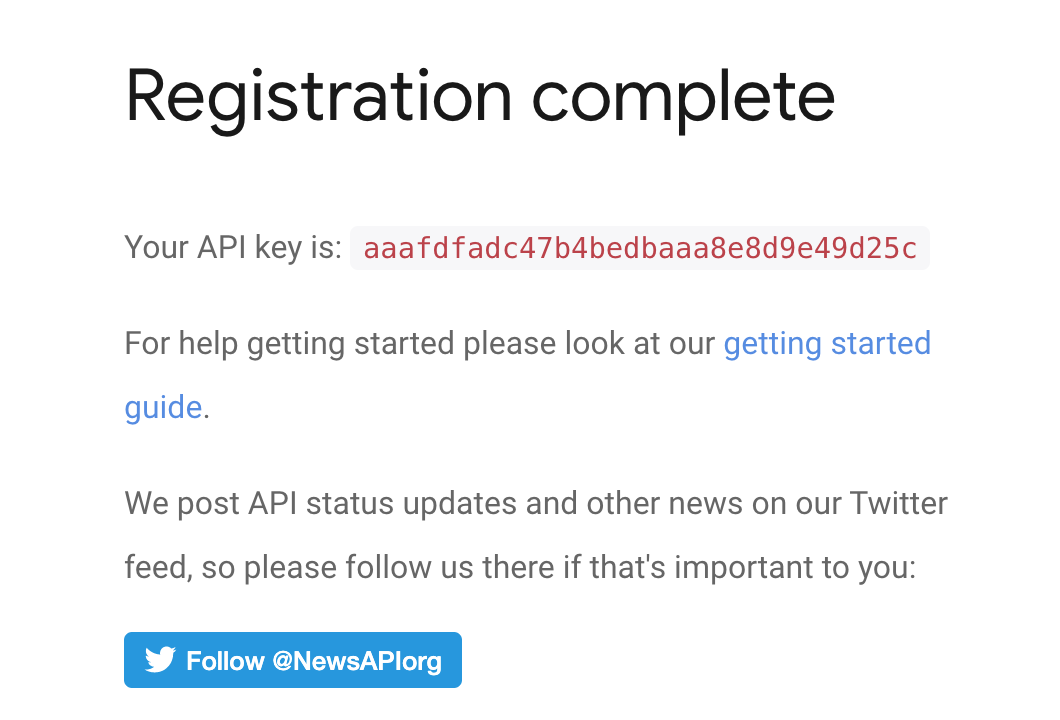 Registration complete
Your API key is: aaafdfadc47b4bedbaaa8e8d9e49d25c
For help getting started please look at our getting started
guide.
We post API status updates and other news on our Twitter
feed, so please follow us there if that's important to you:
Follow @NewsAPIorg